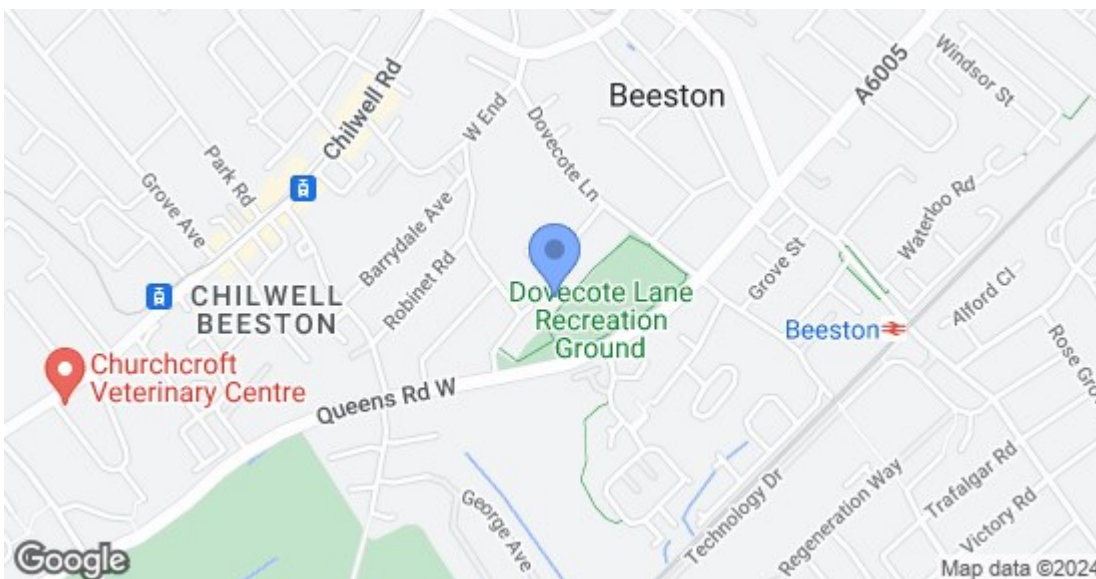 Windsor St
A6005
Chilwell Rd
Beeston
W End
Dovecote Ln
Park Rd
Grove Ave
Waterloo Rd
Barrydale Ave
Robinet Rd
Grove St
Alford Cl
CHILWELL
BEESTON
Dovecote Lane
Recreation
Ground
Beeston
Rose Gro
Churchcroft
Veterinary Centre
Queens Rd W
George Ave
Technology Dr
Regeneration Way
Trafalgar Rd
Victory Rd
Google
Map data ©2024